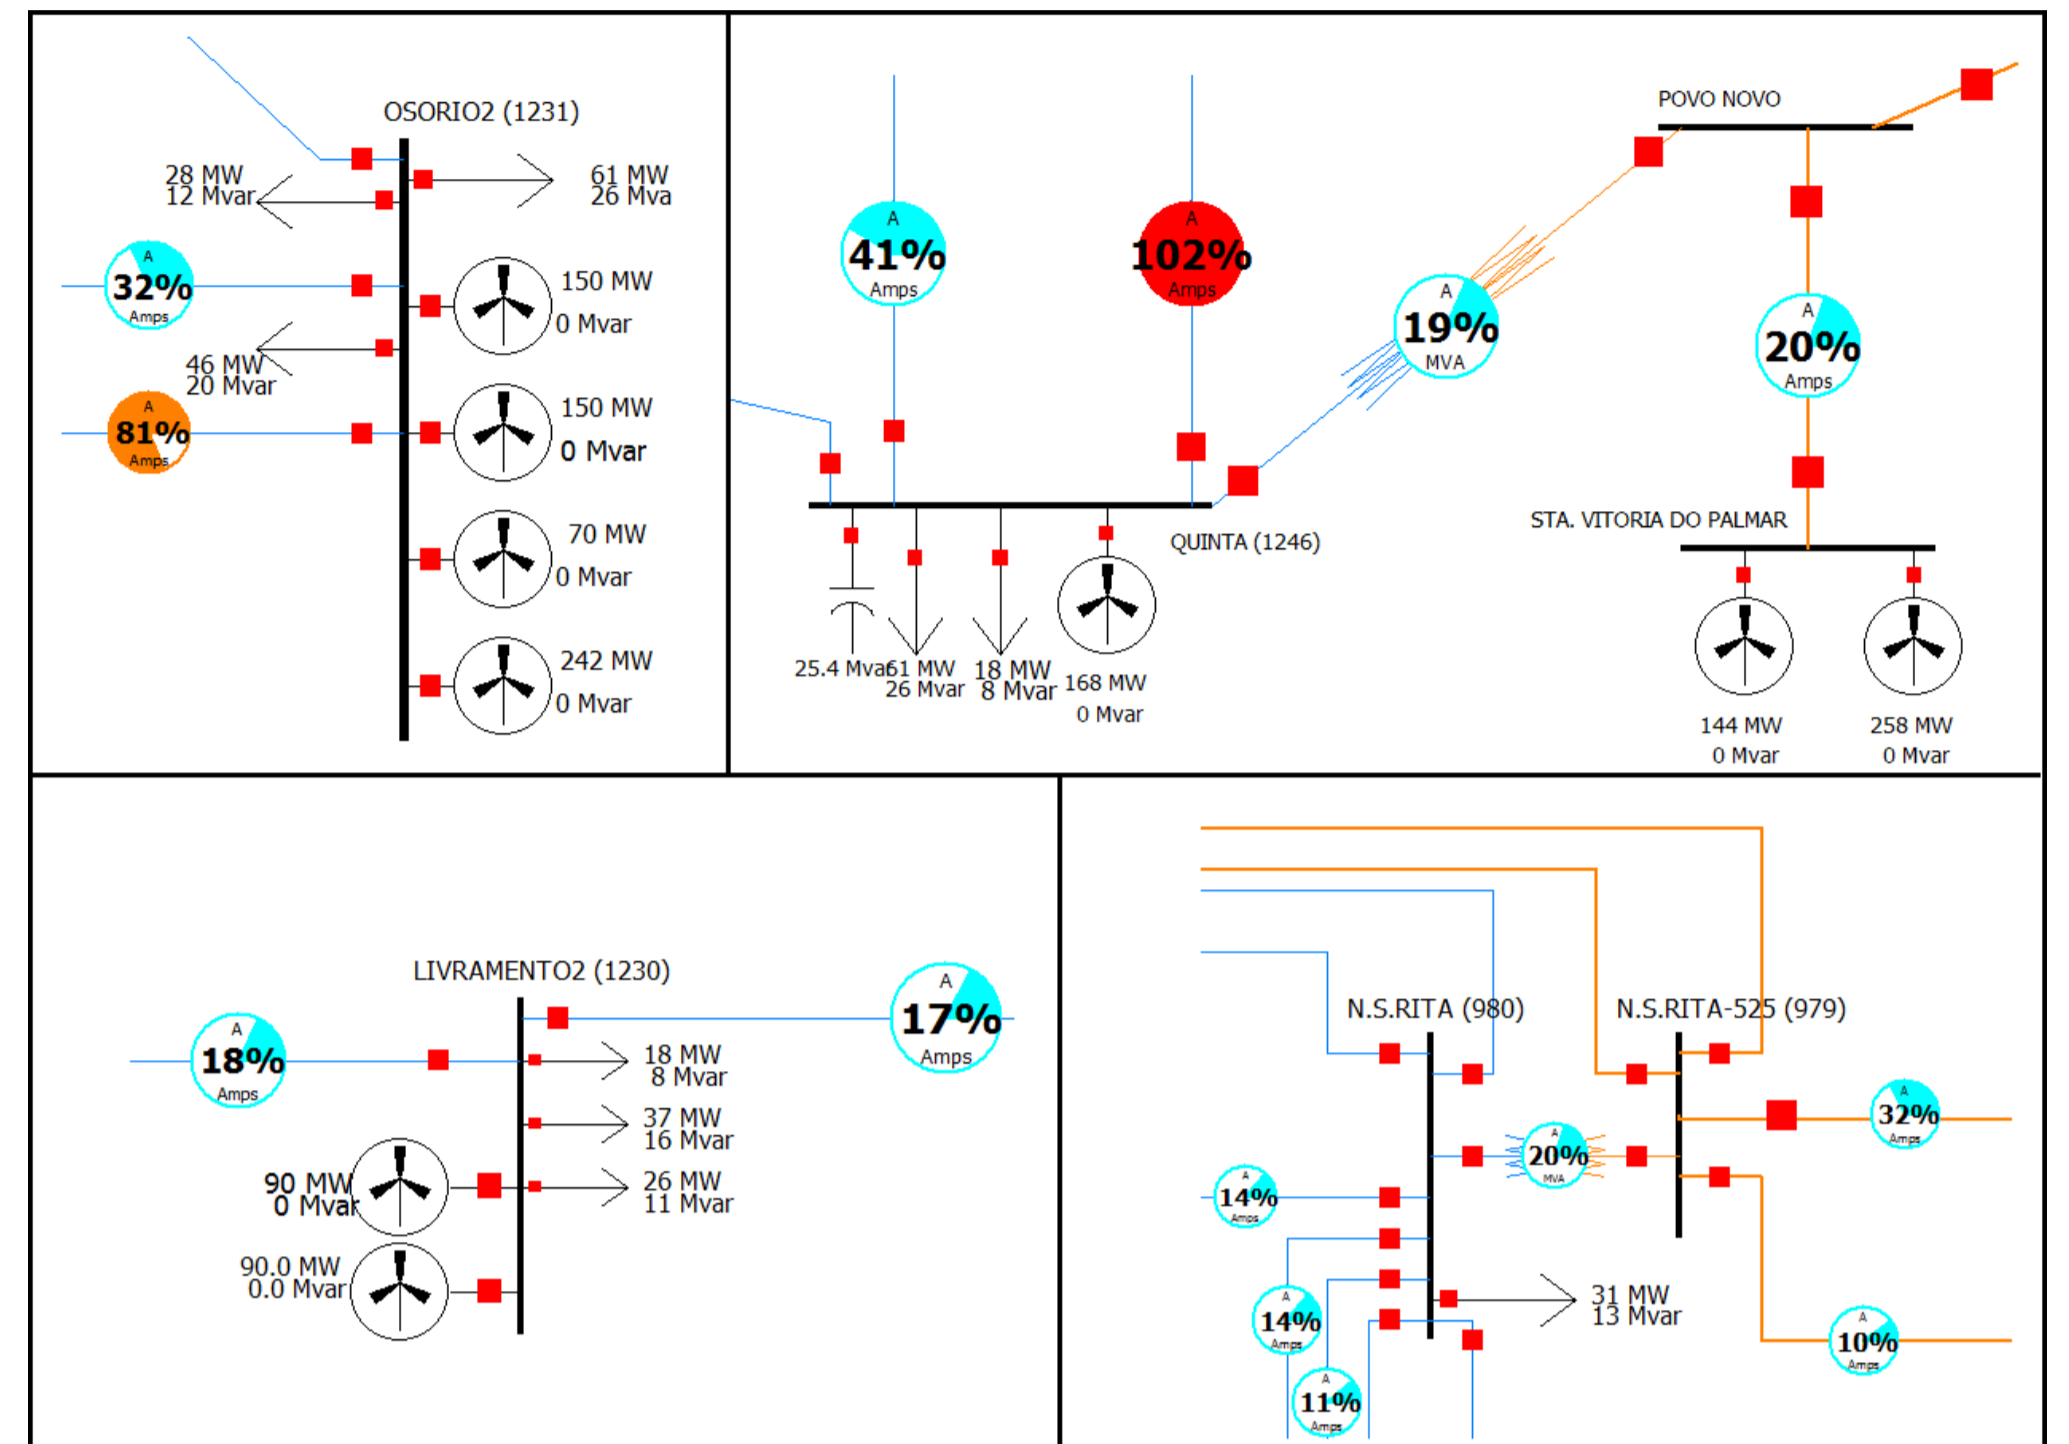 OSORIO2 (1231)
28 MW
12 Mvar
61 MW
26 Mva
A
32%
Amps
150 MW
0 Mvar
46 MW
20 Mvar
A
81%
Amps
150 MW
0 Mvar
70 MW
0 Mvar
242 MW
0 Mvar
POVO NOVO
A
41%
Amps
A
102%
Amps
A
19%
MVA
A
20%
Amps
QUINTA (1246)
STA. VITORIA DO PALMAR
25.4 Mvar
61 MW
26 Mvar
18 MW
8 Mvar
168 MW
0 Mvar
144 MW
0 Mvar
258 MW
0 Mvar
LIVRAMENTO2 (1230)
A
17%
Amps
A
18%
Amps
18 MW
8 Mvar
37 MW
16 Mvar
26 MW
11 Mvar
90 MW
0 Mvar
90.0 MW
0.0 Mvar
N.S.RITA (980)
N.S.RITA-525 (979)
A
32%
Amps
A
20%
MVA
A
14%
Amps
A
14%
Amps
31 MW
13 Mvar
A
10%
Amps
A
11%
Amps